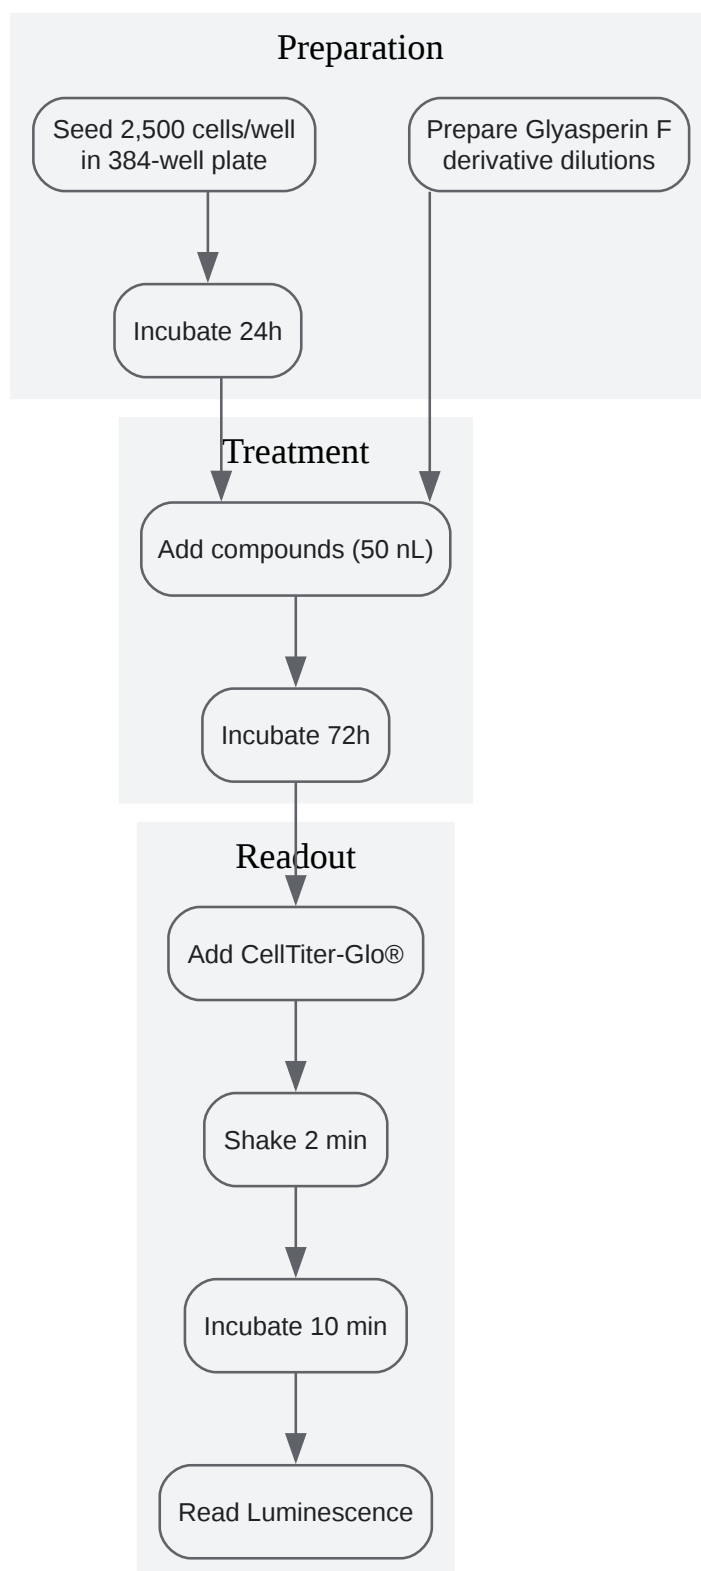 Preparation
Seed 2,500 cells/well
in 384-well plate
Prepare Glyasperin F
derivative dilutions
Incubate 24h
Treatment
Add compounds (50 nL)
Incubate 72h
Readout
Add CellTiter-Glo®
Shake 2 min
Incubate 10 min
Read Luminescence